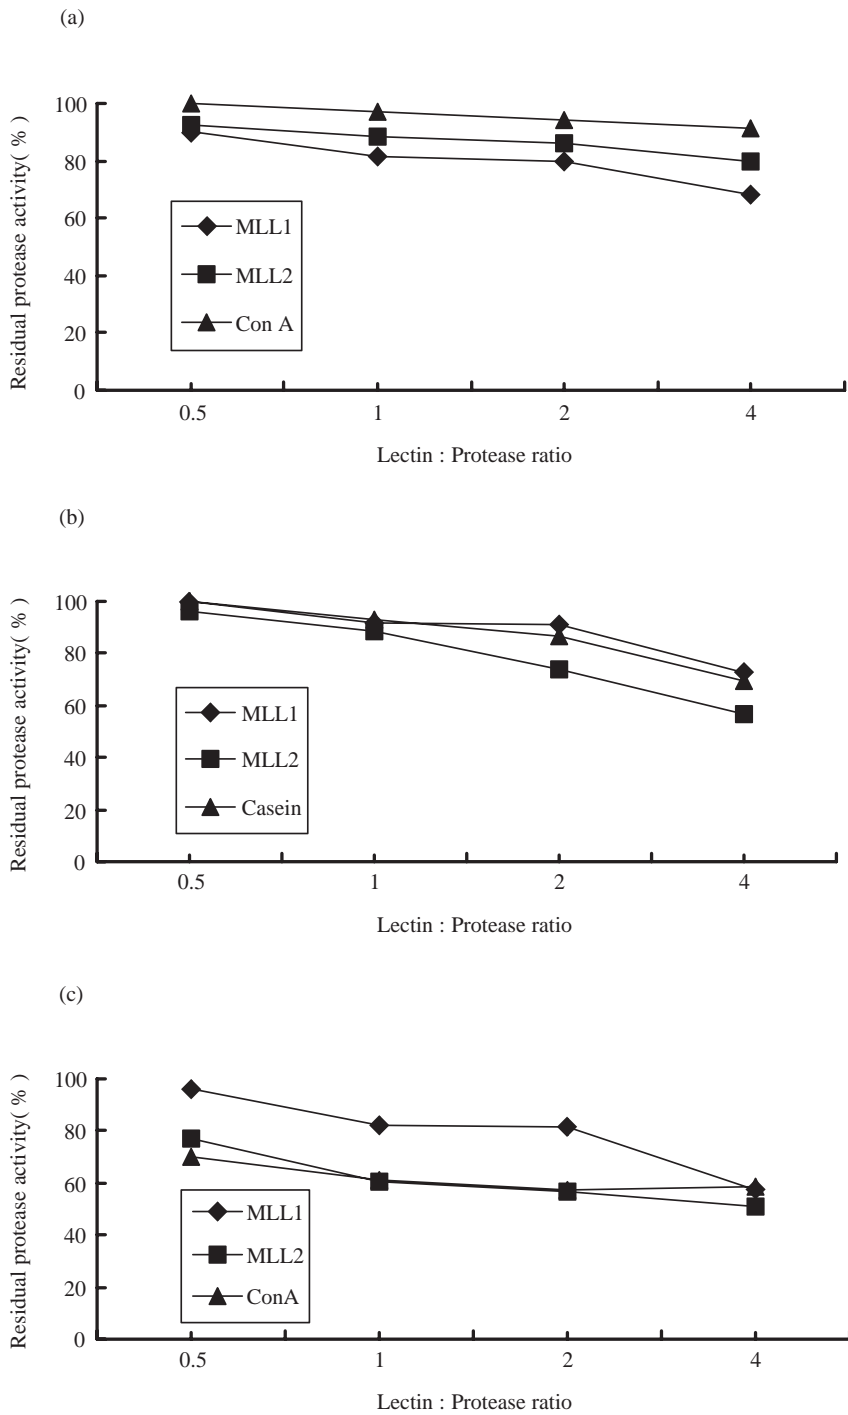 (a)
Residual protease activity( % )
100
80
60
40
20
0
MLL1
MLL2
Con A
0.5 1 2 4
Lectin : Protease ratio
(b)
Residual protease activity( % )
100
80
60
40
20
0
MLL1
MLL2
Casein
0.5 1 2 4
Lectin : Protease ratio
(c)
Residual protease activity( % )
100
80
60
40
20
0
MLL1
MLL2
ConA
0.5 1 2 4
Lectin : Protease ratio